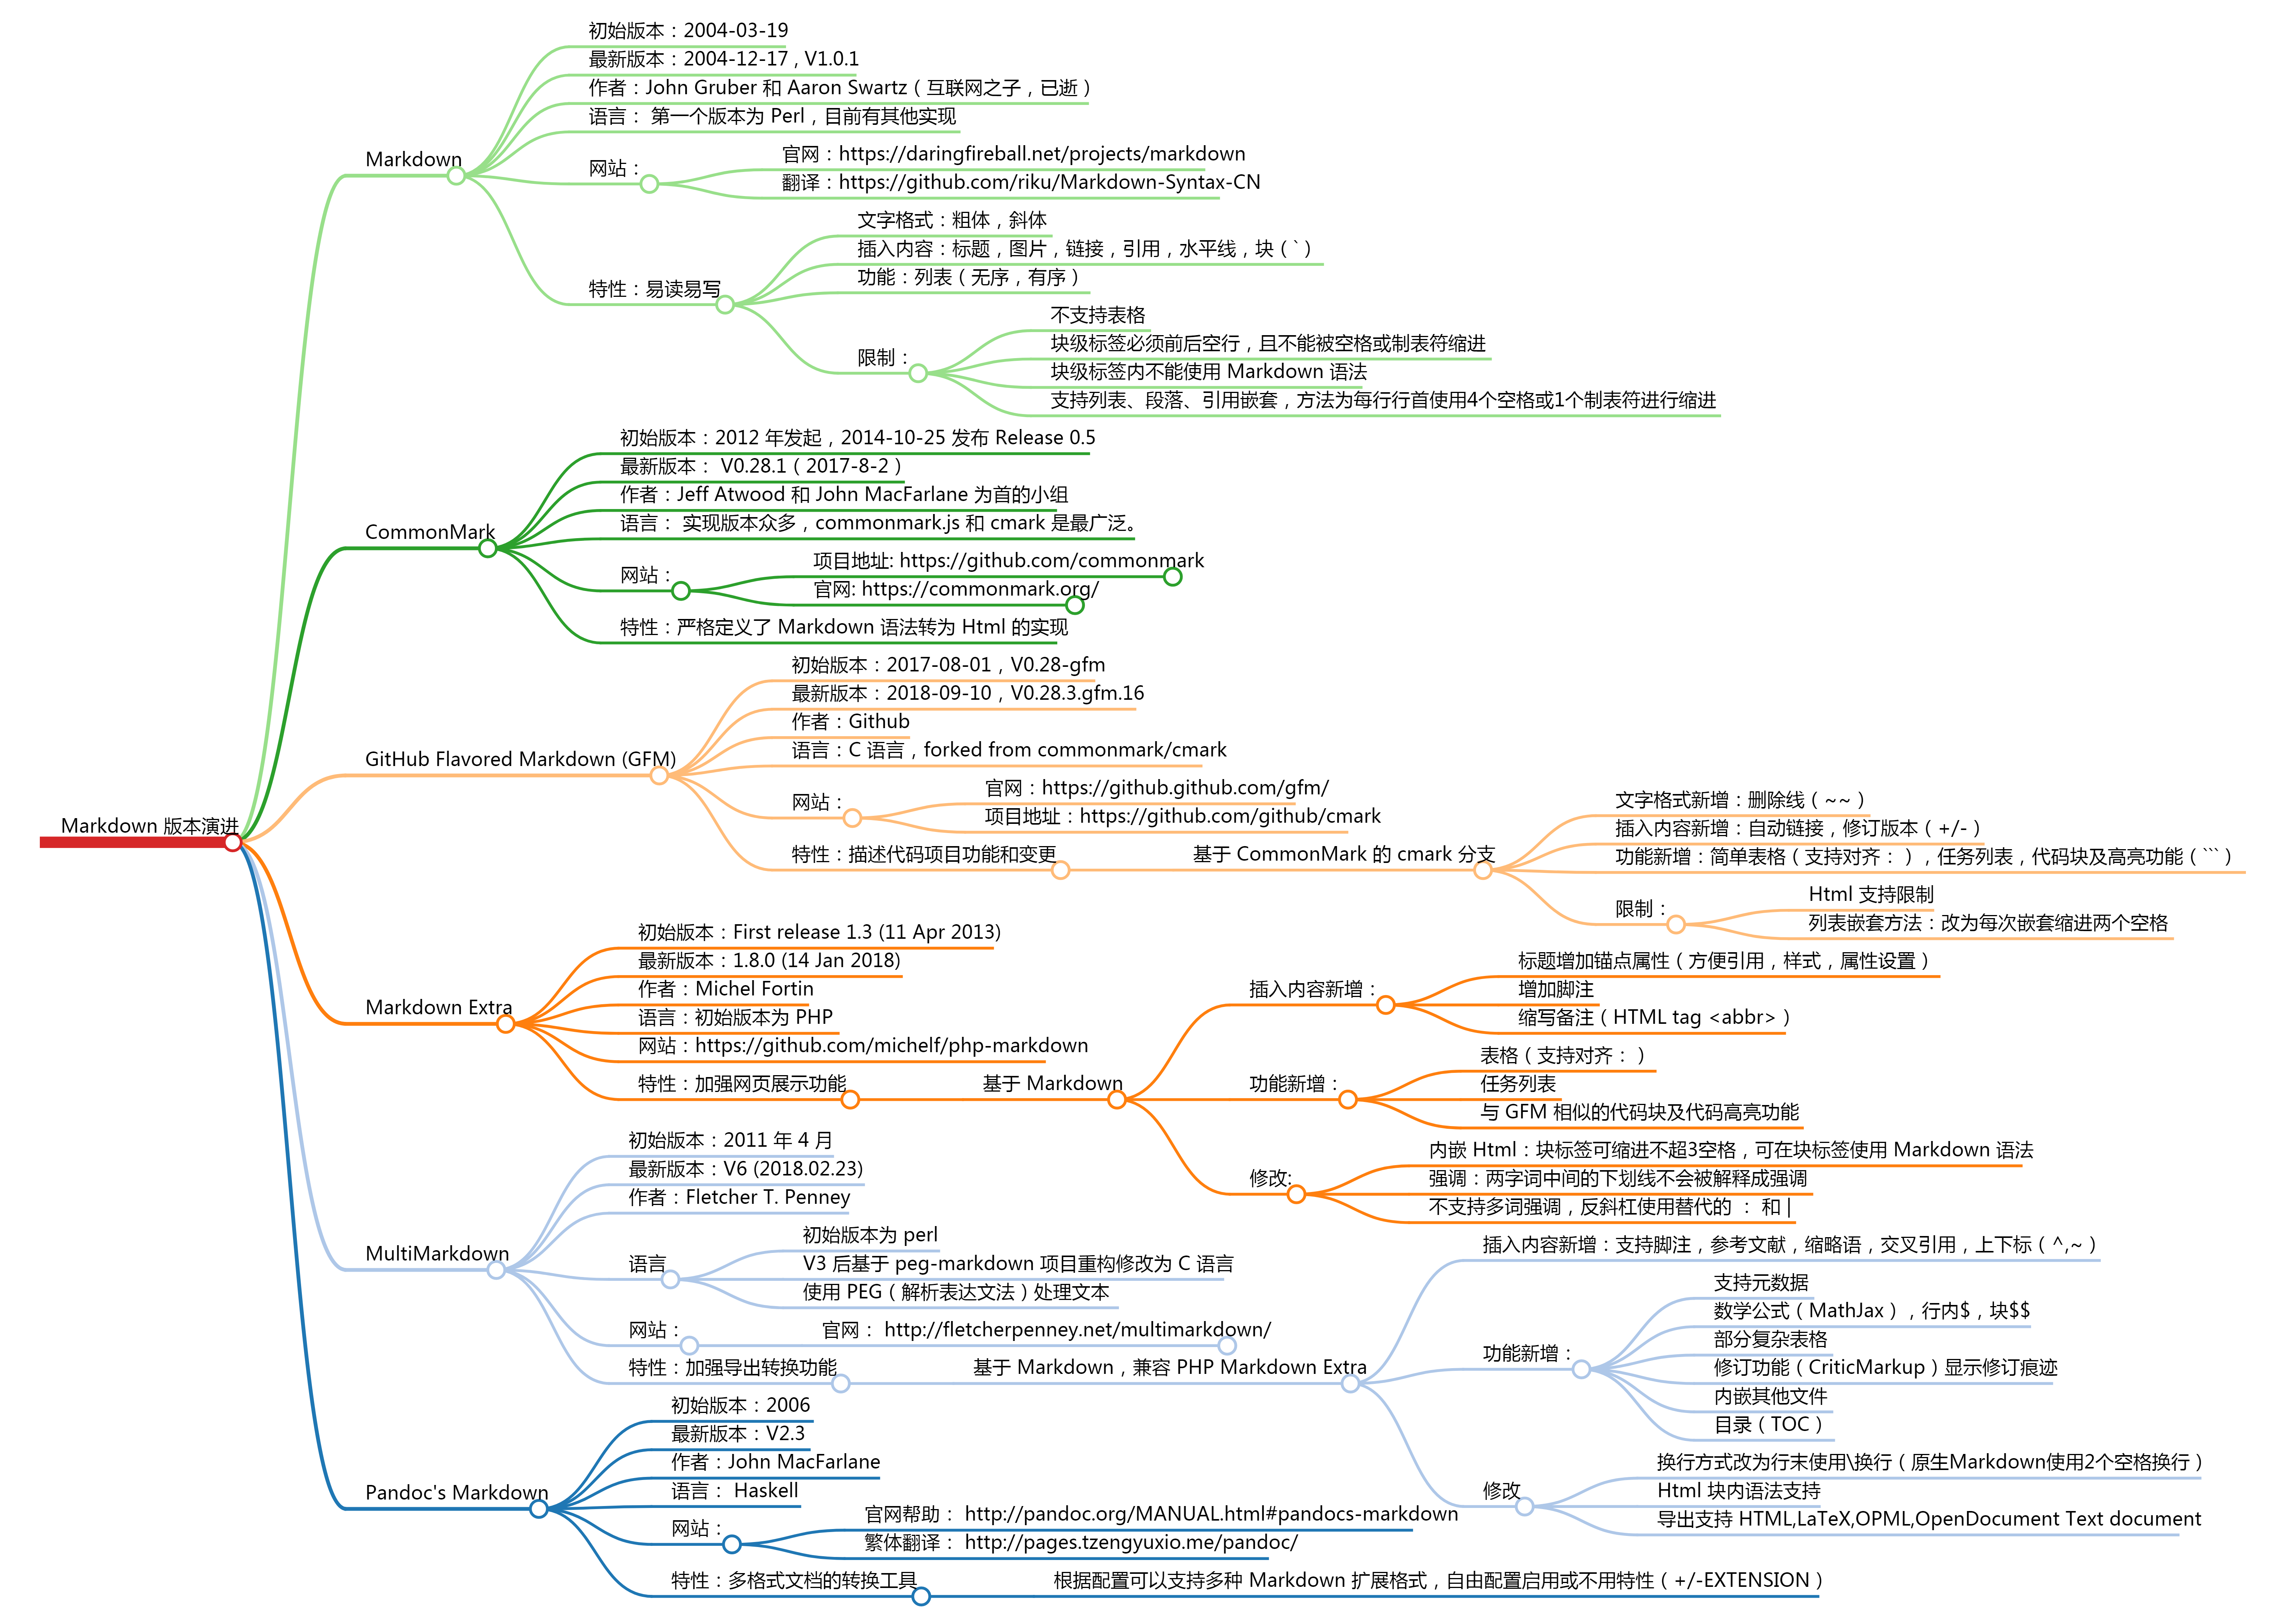 Markdown 版本演进
Markdown
初始版本：2004-03-19
最新版本：2004-12-17，V1.0.1
作者：John Gruber 和 Aaron Swartz（互联网之子，已逝）
语言： 第一个版本为 Perl，目前有其他实现
网站：
官网：https://daringfireball.net/projects/markdown
翻译：https://github.com/riku/Markdown-Syntax-CN
特性：易读易写
文字格式：粗体，斜体
插入内容：标题，图片，链接，引用，水平线，块（`）
功能：列表（无序，有序）
限制：
不支持表格
块级标签必须前后空行，且不能被空格或制表符缩进
块级标签内不能使用 Markdown 语法
支持列表、段落、引用嵌套，方法为每行行首使用4个空格或1个制表符进行缩进
CommonMark
初始版本：2012 年发起，2014-10-25 发布 Release 0.5
最新版本： V0.28.1（2017-8-2）
作者：Jeff Atwood 和 John MacFarlane 为首的小组
语言： 实现版本众多，commonmark.js 和 cmark 是最广泛。
网站：
项目地址: https://github.com/commonmark
官网: https://commonmark.org/
特性：严格定义了 Markdown 语法转为 Html 的实现
GitHub Flavored Markdown (GFM)
初始版本：2017-08-01，V0.28-gfm
最新版本：2018-09-10，V0.28.3.gfm.16
作者：Github
语言：C 语言，forked from commonmark/cmark
网站：
官网：https://github.github.com/gfm/
项目地址：https://github.com/github/cmark
特性：描述代码项目功能和变更
基于 CommonMark 的 cmark 分支
文字格式新增：删除线（~~）
插入内容新增：自动链接，修订版本（+/-）
功能新增：简单表格（支持对齐：），任务列表，代码块及高亮功能（```）
限制：
Html 支持限制
列表嵌套方法：改为每次嵌套缩进两个空格
Markdown Extra
初始版本：First release 1.3 (11 Apr 2013)
最新版本：1.8.0 (14 Jan 2018)
作者：Michel Fortin
语言：初始版本为 PHP
网站：https://github.com/michelf/php-markdown
特性：加强网页展示功能
基于 Markdown
插入内容新增：
标题增加锚点属性（方便引用，样式，属性设置）
增加脚注
缩写备注（HTML tag <abbr>）
功能新增：
表格（支持对齐：）
任务列表
与 GFM 相似的代码块及代码高亮功能
修改:
内嵌 Html：块标签可缩进不超3空格，可在块标签使用 Markdown 语法
强调：两字词中间的下划线不会被解释成强调
不支持多词强调，反斜杠使用替代的 ： 和 |
MultiMarkdown
初始版本：2011 年 4 月
最新版本：V6 (2018.02.23)
作者：Fletcher T. Penney
语言
初始版本为 perl
V3 后基于 peg-markdown 项目重构修改为 C 语言
使用 PEG（解析表达文法）处理文本
网站：
官网： http://fletcherpenney.net/multimarkdown/
特性：加强导出转换功能
基于 Markdown，兼容 PHP Markdown Extra
插入内容新增：支持脚注，参考文献，缩略语，交叉引用，上下标（^,~）
功能新增：
支持元数据
数学公式（MathJax），行内$，块$$
部分复杂表格
修订功能（CriticMarkup）显示修订痕迹
内嵌其他文件
目录（TOC）
修改
换行方式改为行末使用\换行（原生Markdown使用2个空格换行）
Html 块内语法支持
导出支持 HTML,LaTeX,OPML,OpenDocument Text document
Pandoc's Markdown
初始版本：2006
最新版本：V2.3
作者：John MacFarlane
语言： Haskell
网站：
官网帮助： http://pandoc.org/MANUAL.html#pandocs-markdown
繁体翻译： http://pages.tzengyuxio.me/pandoc/
特性：多格式文档的转换工具
根据配置可以支持多种 Markdown 扩展格式，自由配置启用或不用特性（+/-EXTENSION）